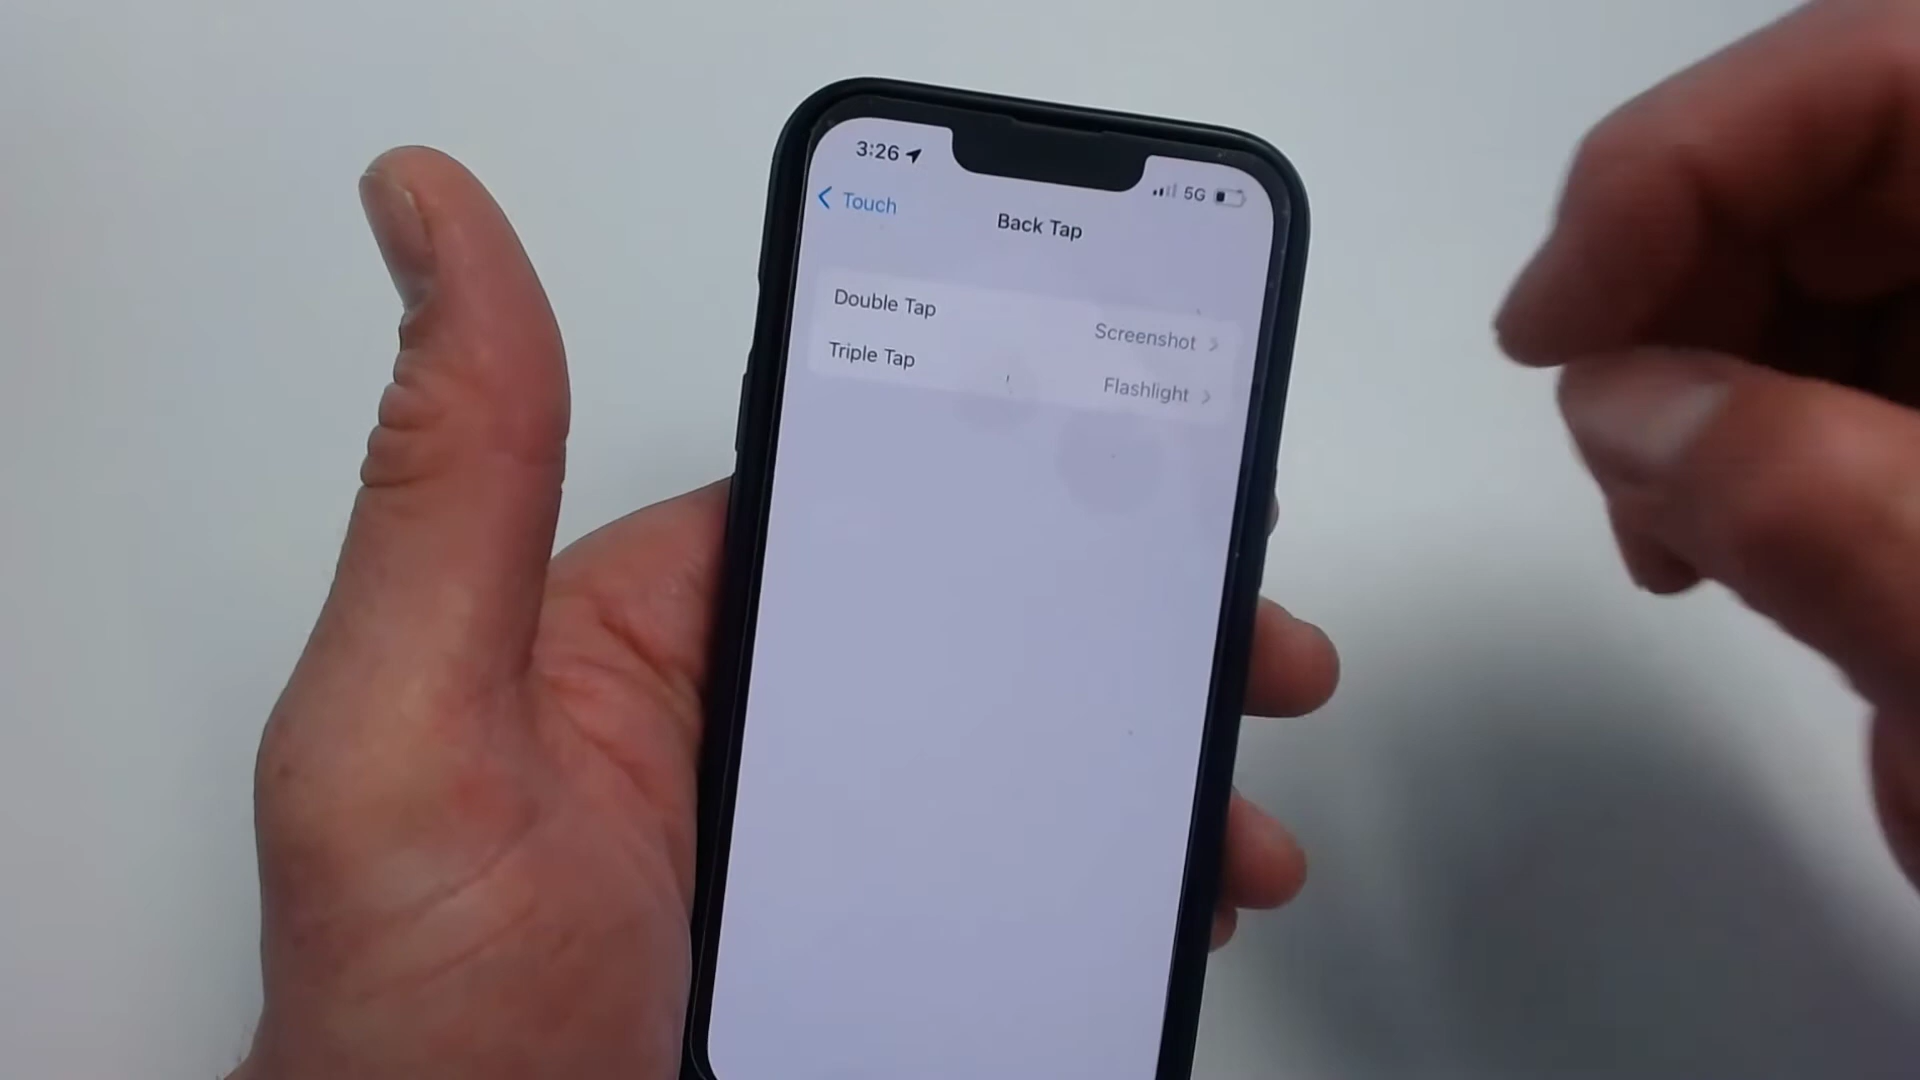 3:26
5G
Touch
Back Tap
Double Tap Screenshot
Triple Tap Flashlight